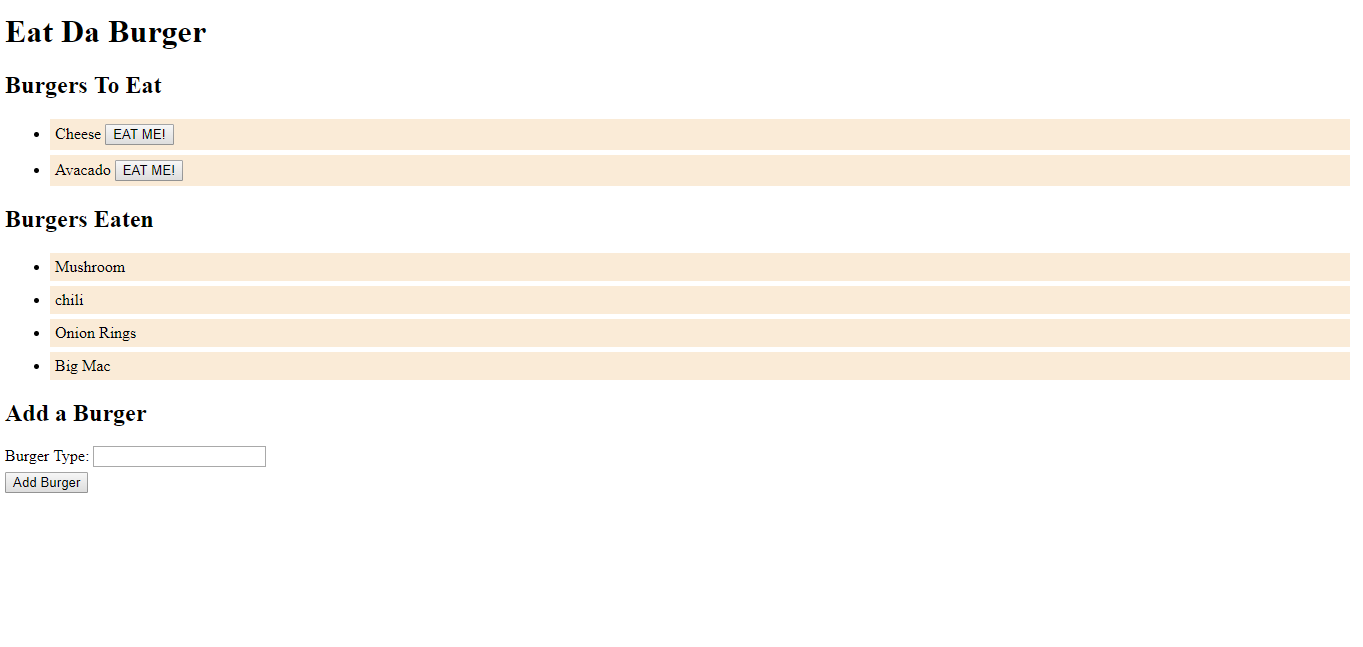 Eat Da Burger
Burgers To Eat
Cheese EAT ME!
Avacado EAT ME!
Burgers Eaten
Mushroom
chili
Onion Rings
Big Mac
Add a Burger
Burger Type:
Add Burger